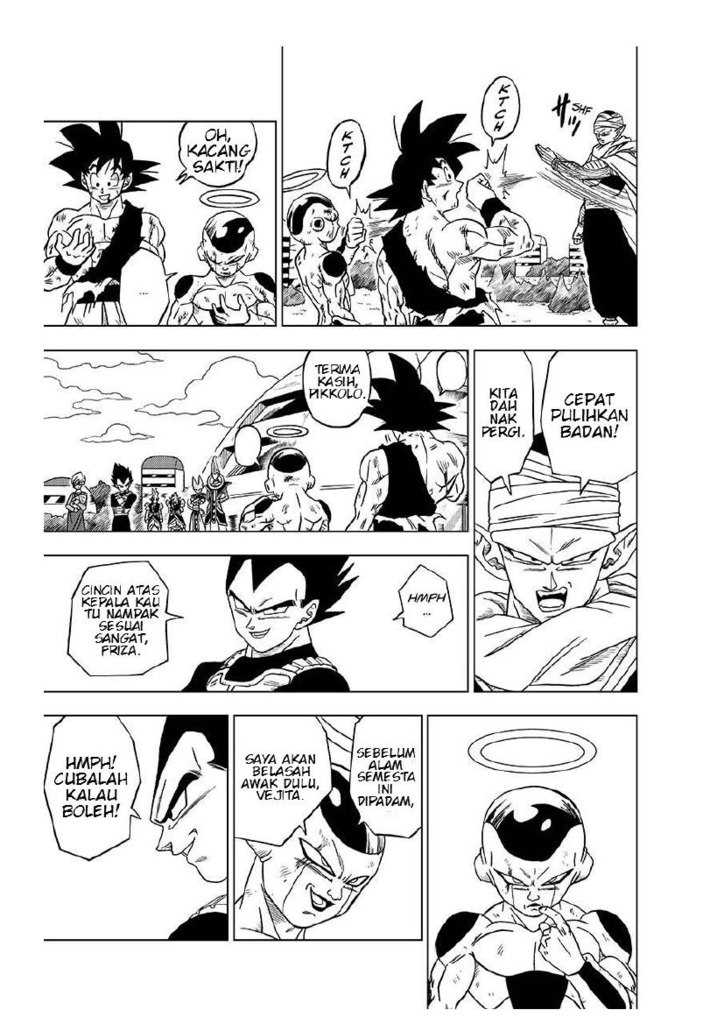 SHF
KTCH
KTCH
OH,
KACANG
SAKTI!
...
CEPAT
PULIHKAN
BADAN!
KITA
DAH
NAK
PERGI.
TERIMA
KASIH,
PIKKOLO.
HMPH
...
CINCIN ATAS
KEPALA KAU
TU NAMPAK
SESUAI
SANGAT,
FRIZA.
SEBELUM
ALAM
SEMESTA
INI
DIPADAM,
SAYA AKAN
BELASAH
AWAK DULU,
VEJITA.
HMPH!
CUBALAH
KALAU
BOLEH!